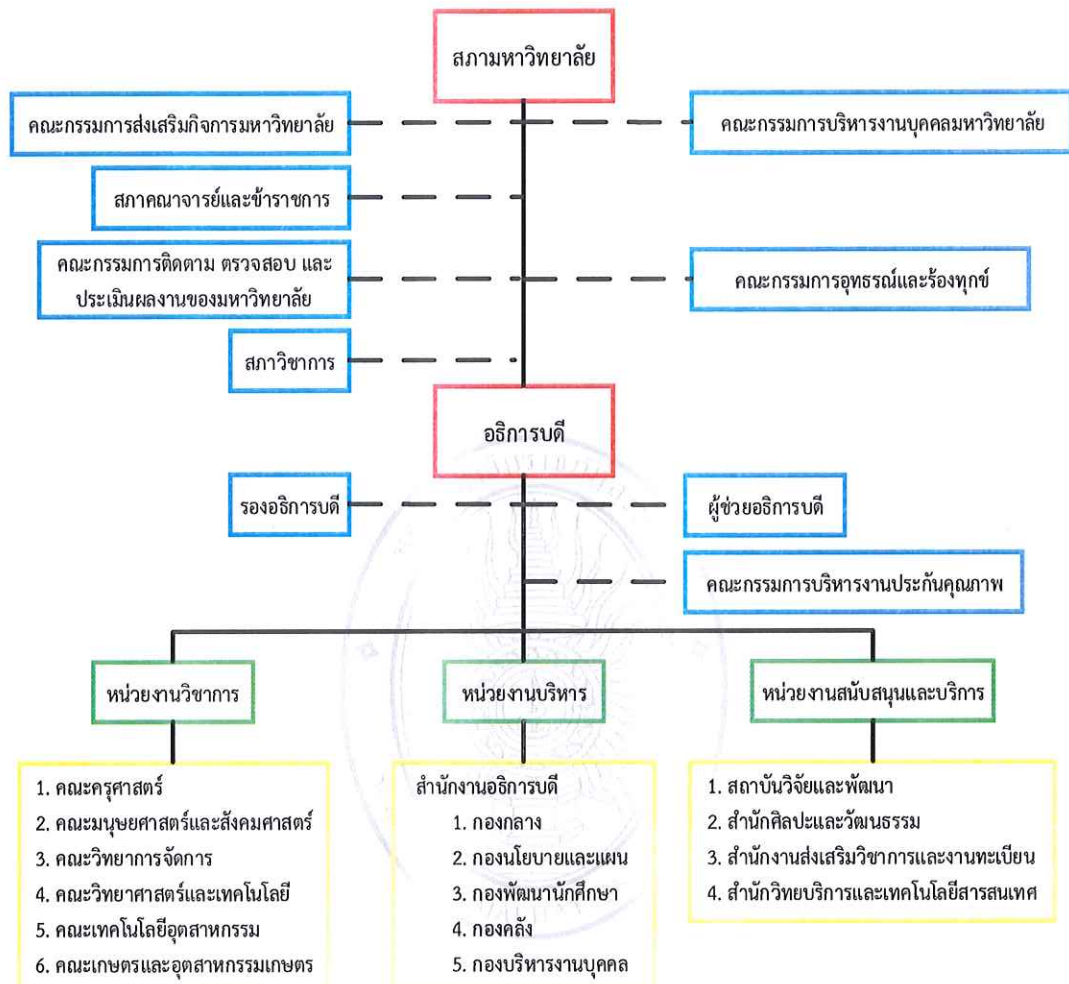 สภามหาวิทยาลัย
คณะกรรมการส่งเสริมกิจการมหาวิทยาลัย
คณะกรรมการบริหารงานบุคคลมหาวิทยาลัย
สภาคณาจารย์และข้าราชการ
คณะกรรมการติดตาม ตรวจสอบ และ
ประเมินผลงานของมหาวิทยาลัย
คณะกรรมการอุทธรณ์และร้องทุกข์
สภาวิชาการ
อธิการบดี
รองอธิการบดี
ผู้ช่วยอธิการบดี
คณะกรรมการบริหารงานประกันคุณภาพ
หน่วยงานวิชาการ
หน่วยงานบริหาร
หน่วยงานสนับสนุนและบริการ
1. คณะครุศาสตร์
2. คณะมนุษยศาสตร์และสังคมศาสตร์
3. คณะวิทยาการจัดการ
4. คณะวิทยาศาสตร์และเทคโนโลยี
5. คณะเทคโนโลยีอุตสาหกรรม
6. คณะเกษตรและอุตสาหกรรมเกษตร
สำนักงานอธิการบดี
1. กองกลาง
2. กองนโยบายและแผน
3. กองพัฒนานักศึกษา
4. กองคลัง
5. กองบริหารงานบุคคล
1. สถาบันวิจัยและพัฒนา
2. สำนักศิลปะและวัฒนธรรม
3. สำนักงานส่งเสริมวิชาการและงานทะเบียน
4. สำนักวิทยบริการและเทคโนโลยีสารสนเทศ